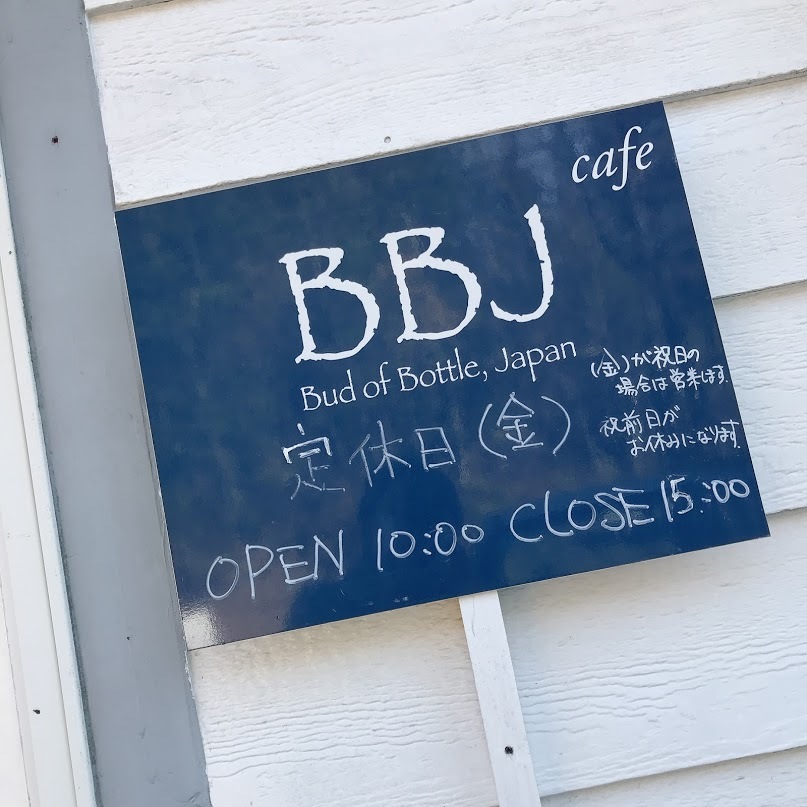 cafe
BBJ
Bud of Bottle, Japan
定休日(金)
(金)が祝日の
場合は営業します。
祝前日が
お休みになります。
OPEN 10:00 CLOSE 15:00